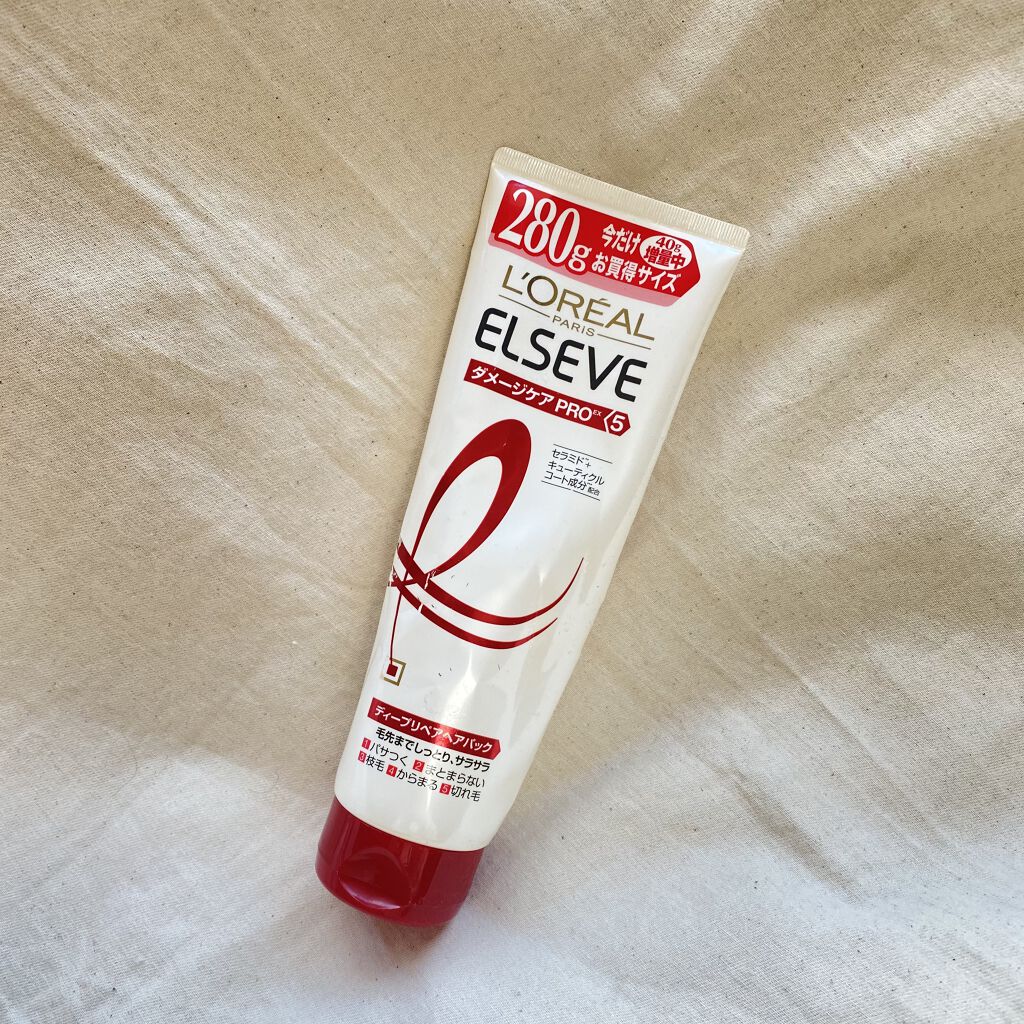 280g 今だけ 40g 増量中
お買得サイズ
L'ORÉAL
PARIS
ELSEVE
ダメージケア PRO EX 5
セラミド*+
キューティクル
コート成分 配合
ディープリペアヘアパック
毛先までしっとり、サラサラ
1 パサつく 2 まとまらない
3 枝毛 4 からまる 5 切れ毛